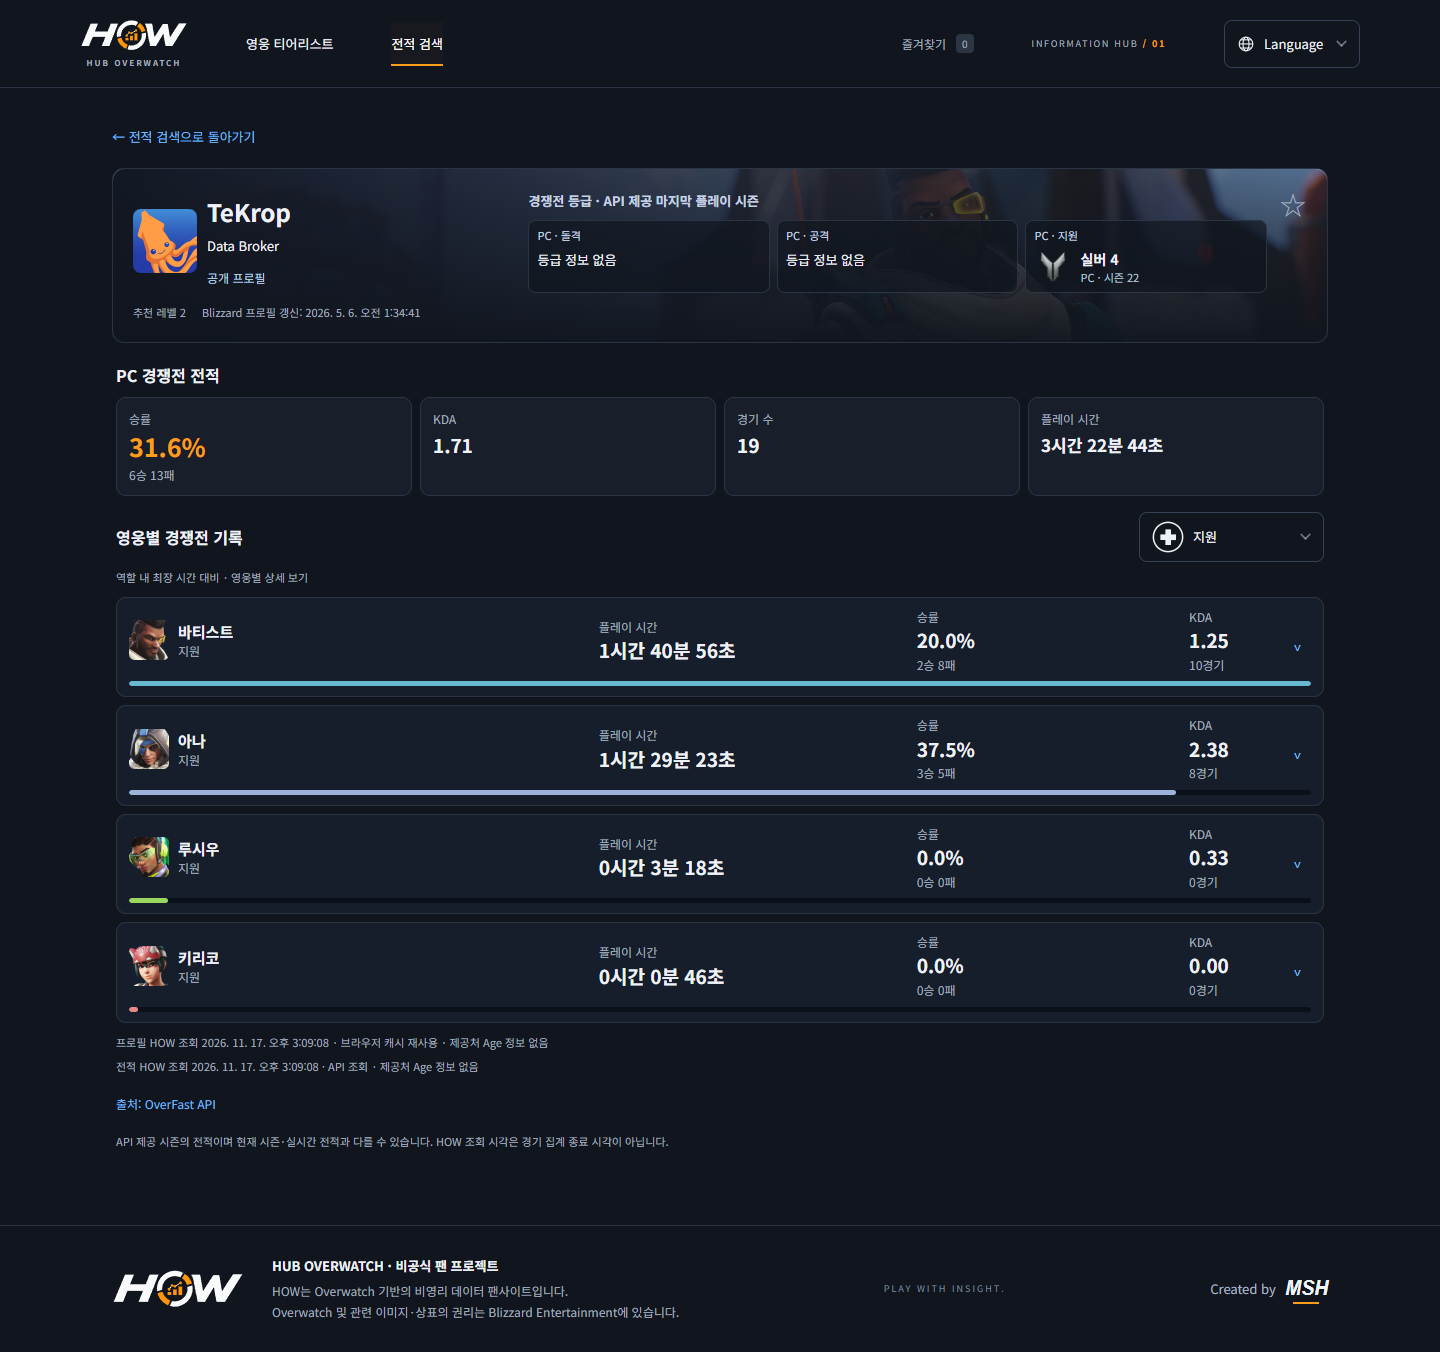 HOW
HUB OVERWATCH
영웅 티어리스트
전적 검색
즐겨찾기 0
INFORMATION HUB / 01
Language
← 전적 검색으로 돌아가기
TeKrop
Data Broker
공개 프로필
추천 레벨 2
Blizzard 프로필 갱신: 2026. 5. 6. 오전 1:34:41
경쟁전 등급 · API 제공 마지막 플레이 시즌
PC · 돌격
등급 정보 없음
PC · 공격
등급 정보 없음
PC · 지원
실버 4
PC · 시즌 22
PC 경쟁전 전적
승률
31.6%
6승 13패
KDA
1.71
경기 수
19
플레이 시간
3시간 22분 44초
영웅별 경쟁전 기록
지원
역할 내 최장 시간 대비 · 영웅별 상세 보기
바티스트
지원
플레이 시간
1시간 40분 56초
승률
20.0%
2승 8패
KDA
1.25
10경기
v
아나
지원
플레이 시간
1시간 29분 23초
승률
37.5%
3승 5패
KDA
2.38
8경기
v
루시우
지원
플레이 시간
0시간 3분 18초
승률
0.0%
0승 0패
KDA
0.33
0경기
v
키리코
지원
플레이 시간
0시간 0분 46초
승률
0.0%
0승 0패
KDA
0.00
0경기
v
프로필 HOW 조회 2026. 11. 17. 오후 3:09:08 · 브라우저 캐시 재사용 · 제공처 Age 정보 없음
전적 HOW 조회 2026. 11. 17. 오후 3:09:08 · API 조회 · 제공처 Age 정보 없음
출처: OverFast API
API 제공 시즌의 전적이며 현재 시즌·실시간 전적과 다를 수 있습니다. HOW 조회 시각은 경기 집계 종료 시각이 아닙니다.
HOW
HUB OVERWATCH · 비공식 팬 프로젝트
HOW는 Overwatch 기반의 비영리 데이터 팬사이트입니다.
Overwatch 및 관련 이미지·상표의 권리는 Blizzard Entertainment에 있습니다.
PLAY WITH INSIGHT.
Created by MSH